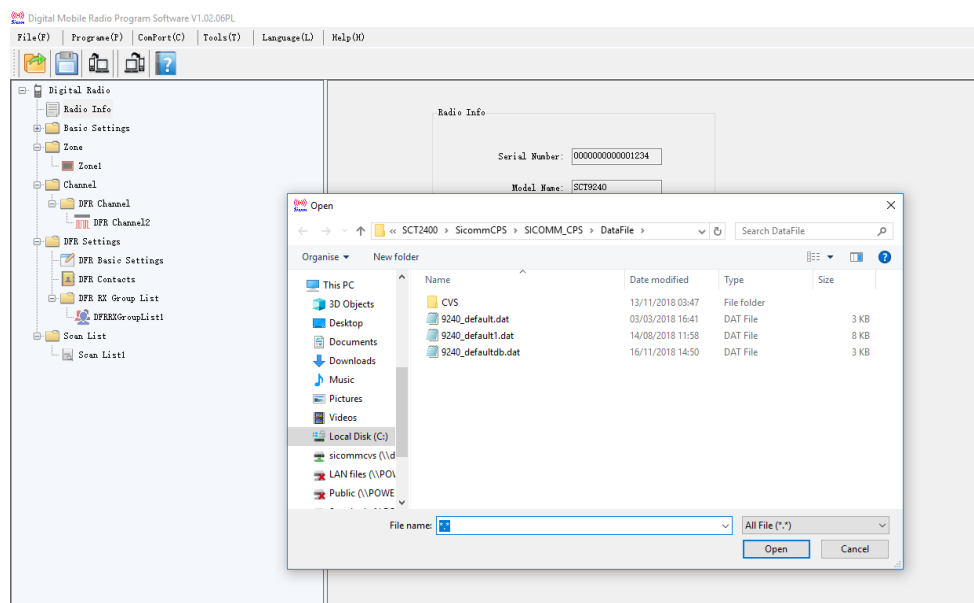 Sicom Digital Mobile Radio Program Software V1.02.06PL
File(F) Programe(P) ComPort(C) Tools(T) Language(L) Help(H)
Digital Radio
Radio Info
Basic Settings
Zone
Zone1
Channel
DFR Channel
DFR Channel2
DFR Settings
DFR Basic Settings
DFR Contacts
DFR RX Group List
DFRRXGroupList1
Scan List
Scan List1
Radio Info
Serial Number: 0000000000001234
Model Name: SCT9240
Open
« SCT2400 > SicommCPS > SICOMM_CPS > DataFile > Search DataFile
Organise New folder
This PC
3D Objects
Desktop
Documents
Downloads
Music
Pictures
Videos
Local Disk (C:)
sicommcvs (\\d
LAN files (\\POW
Public (\\POWE
Name Date modified Type Size
CVS 13/11/2018 03:47 File folder
9240_default.dat 03/03/2018 16:41 DAT File 3 KB
9240_default1.dat 14/08/2018 11:58 DAT File 8 KB
9240_defaultdb.dat 16/11/2018 14:50 DAT File 3 KB
File name: *.* All File (*.*)
Open Cancel